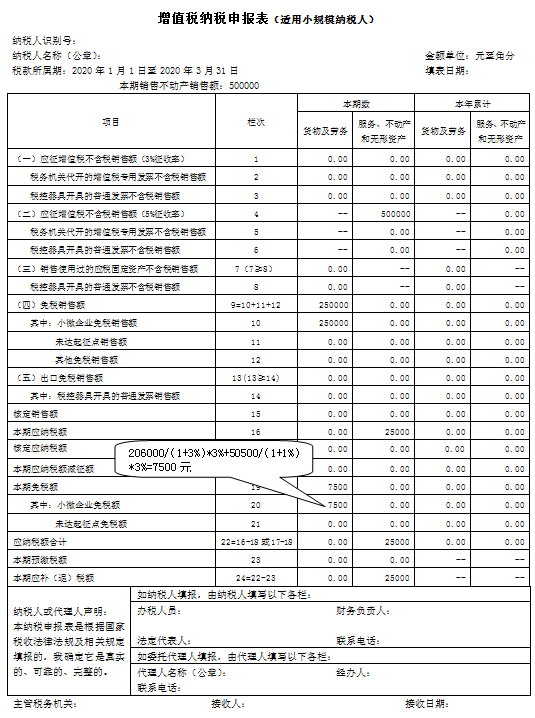 增值税纳税申报表（适用小规模纳税人）
纳税人识别号：
纳税人名称（公章）： 金额单位：元至角分
税款所属期：2020 年 1 月 1 日至 2020 年 3 月 31 日 填表日期：
本期销售不动产销售额：500000
项目 栏次 本期数 本年累计
货物及劳务 服务、不动产和无形资产 货物及劳务 服务、不动产和无形资产
（一）应征增值税不含税销售额（3%征收率） 1 0.00 0.00 0.00 0.00
税务机关代开的增值税专用发票不含税销售额 2 0.00 0.00 0.00 0.00
税控器具开具的普通发票不含税销售额 3 0.00 0.00 0.00 0.00
（二）应征增值税不含税销售额（5%征收率） 4 -- 500000 -- 0.00
税务机关代开的增值税专用发票不含税销售额 5 -- 0.00 -- 0.00
税控器具开具的普通发票不含税销售额 6 -- 0.00 -- 0.00
（三）销售使用过的应税固定资产不含税销售额 7（7≥8） 0.00 -- 0.00 --
税控器具开具的普通发票不含税销售额 8 0.00 -- 0.00 --
（四）免税销售额 9=10+11+12 250000 0.00 0.00 0.00
其中：小微企业免税销售额 10 250000 0.00 0.00 0.00
未达起征点销售额 11 0.00 0.00 0.00 0.00
其他免税销售额 12 0.00 0.00 0.00 0.00
（五）出口免税销售额 13(13≥14) 0.00 0.00 0.00 0.00
其中：税控器具开具的普通发票销售额 14 0.00 0.00 0.00 0.00
核定销售额 15 0.00 0.00 0.00 0.00
本期应纳税额 16 0.00 25000 0.00 0.00
核定应纳税额 0.00 0.00 0.00 0.00
206000/(1+3%)*3%+50500/(1+1%)
*3%=7500 元
本期应纳税额减征额 0.00 0.00 0.00 0.00
本期免税额 19 7500 0.00 0.00 0.00
其中：小微企业免税额 20 7500 0.00 0.00 0.00
未达起征点免税额 21 0.00 0.00 0.00 0.00
应纳税额合计 22=16-18 或17-18 0.00 25000 0.00 0.00
本期预缴税额 23 0.00 0.00 -- --
本期应补（退）税额 24=22-23 0.00 25000 -- --
纳税人或代理人声明：
本纳税申报表是根据国家
税收法律法规及相关规定
填报的，我确定它是真实
的、可靠的、完整的。
如纳税人填报，由纳税人填写以下各栏：
办税人员： 财务负责人：
法定代表人： 联系电话：
如委托代理人填报，由代理人填写以下各栏：
代理人名称（公章）： 经办人：
联系电话：
主管税务机关： 接收人： 接收日期：